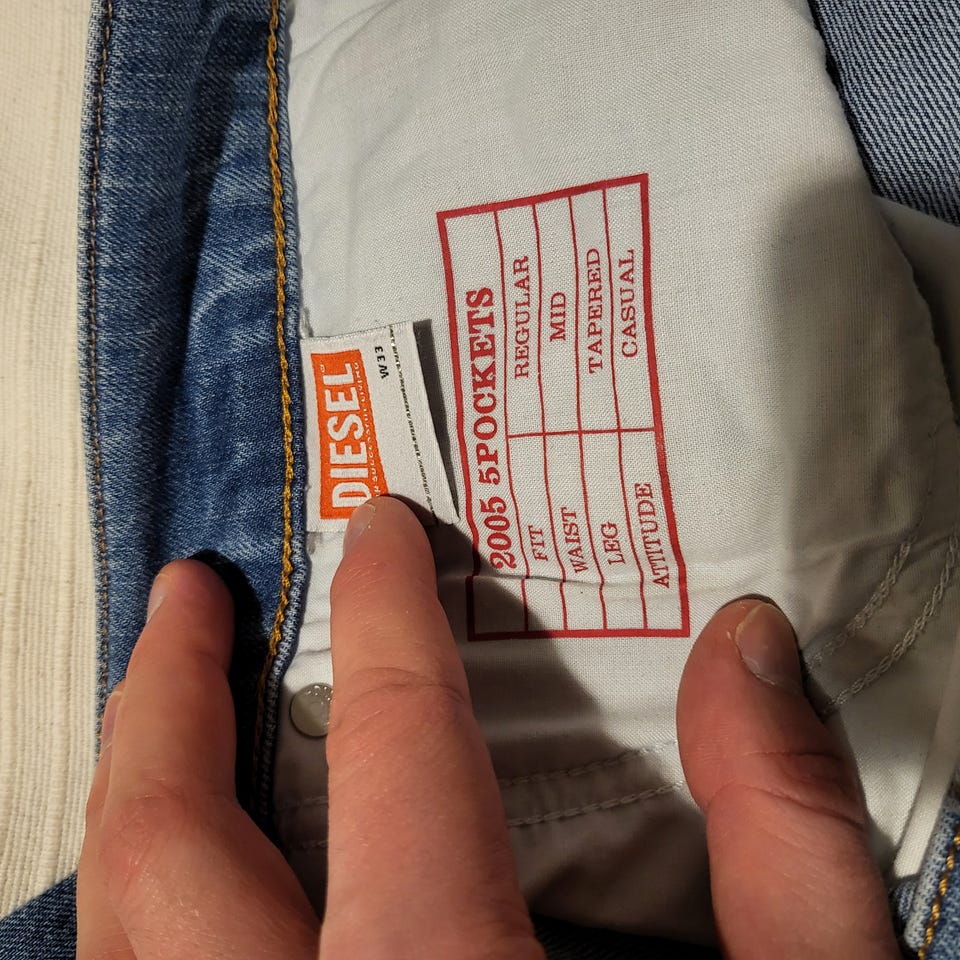 DIESEL
W33
2005 5POCKETS
FIT REGULAR
WAIST MID
LEG TAPERED
ATTITUDE CASUAL